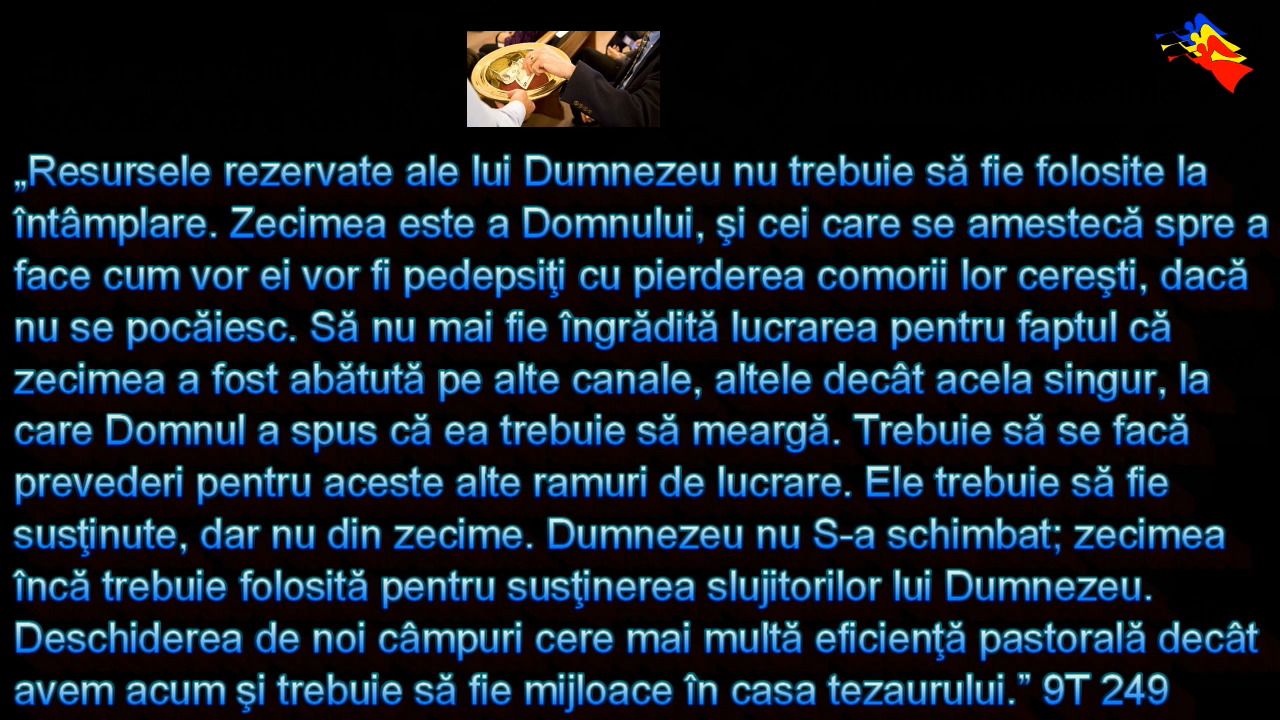 „Resursele rezervate ale lui Dumnezeu nu trebuie să fie folosite la
întâmplare. Zecimea este a Domnului, şi cei care se amestecă spre a
face cum vor ei vor fi pedepsiţi cu pierderea comorii lor cereşti, dacă
nu se pocăiesc. Să nu mai fie îngrădită lucrarea pentru faptul că
zecimea a fost abătută pe alte canale, altele decât acela singur, la
care Domnul a spus că ea trebuie să meargă. Trebuie să se facă
prevederi pentru aceste alte ramuri de lucrare. Ele trebuie să fie
susţinute, dar nu din zecime. Dumnezeu nu S-a schimbat; zecimea
încă trebuie folosită pentru susţinerea slujitorilor lui Dumnezeu.
Deschiderea de noi câmpuri cere mai multă eficienţă pastorală decât
avem acum şi trebuie să fie mijloace în casa tezaurului.” 9T 249